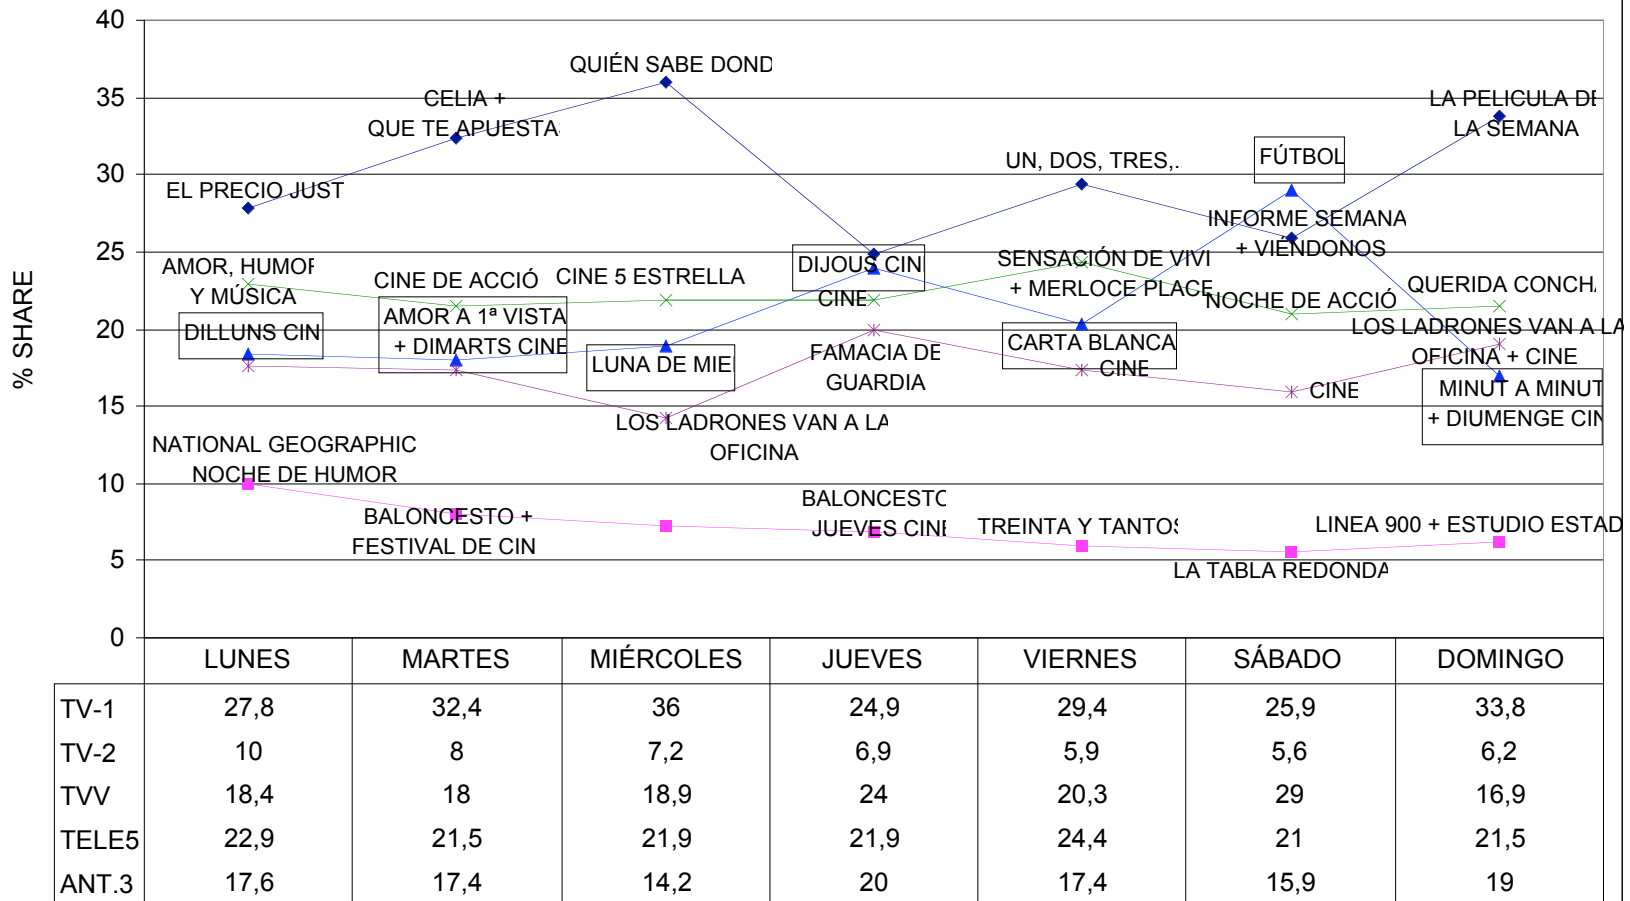 40
QUIÉN SABE DOND
35
CELIA +
QUE TE APUESTA
LA PELICULA DE
LA SEMANA
30
UN, DOS, TRES,.
FÚTBOL
EL PRECIO JUST
25
INFORME SEMANA
+ VIÉNDONOS
AMOR, HUMOR
Y MÚSICA
CINE DE ACCIÓ
CINE 5 ESTRELLA
DIJOUS CIN
CINE
SENSACIÓN DE VIVI
+ MERLOCE PLACE
NOCHE DE ACCIÓ
QUERIDA CONCHA
20
DILLUNS CIN
AMOR A 1ª VISTA
+ DIMARTS CINE
LUNA DE MIE
FAMACIA DE
GUARDIA
CARTA BLANCA
CINE
CINE
LOS LADRONES VAN A LA
OFICINA + CINE
MINUT A MINUT
+ DIUMENGE CIN
% SHARE
15
LOS LADRONES VAN A LA
OFICINA
NATIONAL GEOGRAPHIC
NOCHE DE HUMOR
10
BALONCESTO +
FESTIVAL DE CIN
BALONCESTO
JUEVES CINE
TREINTA Y TANTOS
LINEA 900 + ESTUDIO ESTAD
5
LA TABLA REDONDA
0
LUNES MARTES MIÉRCOLES JUEVES VIERNES SÁBADO DOMINGO
TV-1 27,8 32,4 36 24,9 29,4 25,9 33,8
TV-2 10 8 7,2 6,9 5,9 5,6 6,2
TVV 18,4 18 18,9 24 20,3 29 16,9
TELE5 22,9 21,5 21,9 21,9 24,4 21 21,5
ANT.3 17,6 17,4 14,2 20 17,4 15,9 19